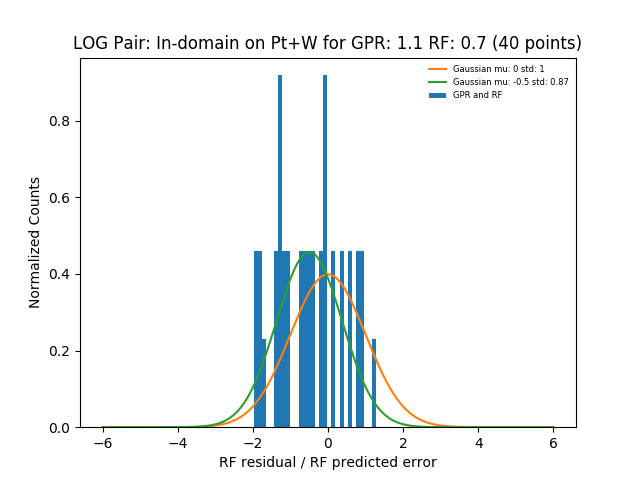 LOG Pair: In-domain on Pt+W for GPR: 1.1 RF: 0.7 (40 points)
Gaussian mu: 0 std: 1
Gaussian mu: -0.5 std: 0.87
GPR and RF
Normalized Counts
0.8
0.6
0.4
0.2
0.0
−6 −4 −2 0 2 4 6
RF residual / RF predicted error